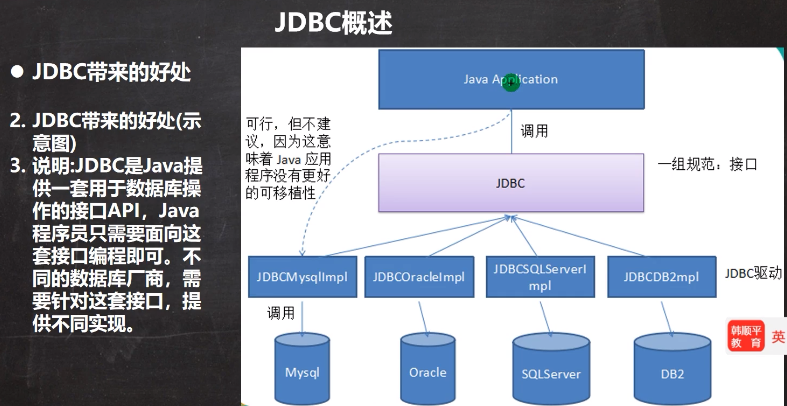 JDBC概述
● JDBC带来的好处
2. JDBC带来的好处(示
意图)
3. 说明:JDBC是Java提
供一套用于数据库操
作的接口API，Java
程序员只需要面向这
套接口编程即可。不
同的数据库厂商，需
要针对这套接口，提
供不同实现。
Java Application
可行，但不建
议，因为这意
味着 Java 应用
程序没有更好
的可移植性
调用
JDBC
一组规范：接口
JDBCMysqlImpl
JDBCOracleImpl
JDBCSQLServerI
mpl
JDBCDB2mpl
JDBC驱动
调用
Mysql
Oracle
SQLServer
DB2
韩顺平
教 育
英